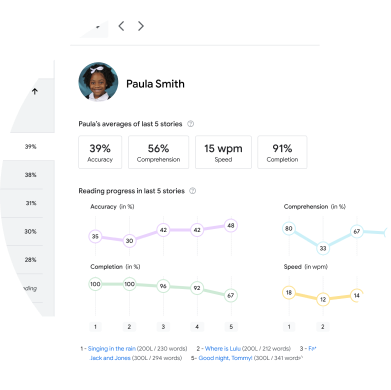 Paula Smith
Paula's averages of last 5 stories
39% 56% 15 wpm 91%
Accuracy Comprehension Speed Completion
39%
38%
31%
30%
28%
Reading progress in last 5 stories
Accuracy (in %) Comprehension (in %)
35 30 42 42 48
80 33 67
Completion (in %) Speed (in wpm)
100 100 96 92 67
18 12 14
1 2 3 4 5 1 2
1 - Singing in the rain (200L / 230 words) 2 - Where is Lulu (200L / 212 words) 3 -
Jack and Jones (300L / 294 words) 5- Good night, Tommy! (300L / 341 words)